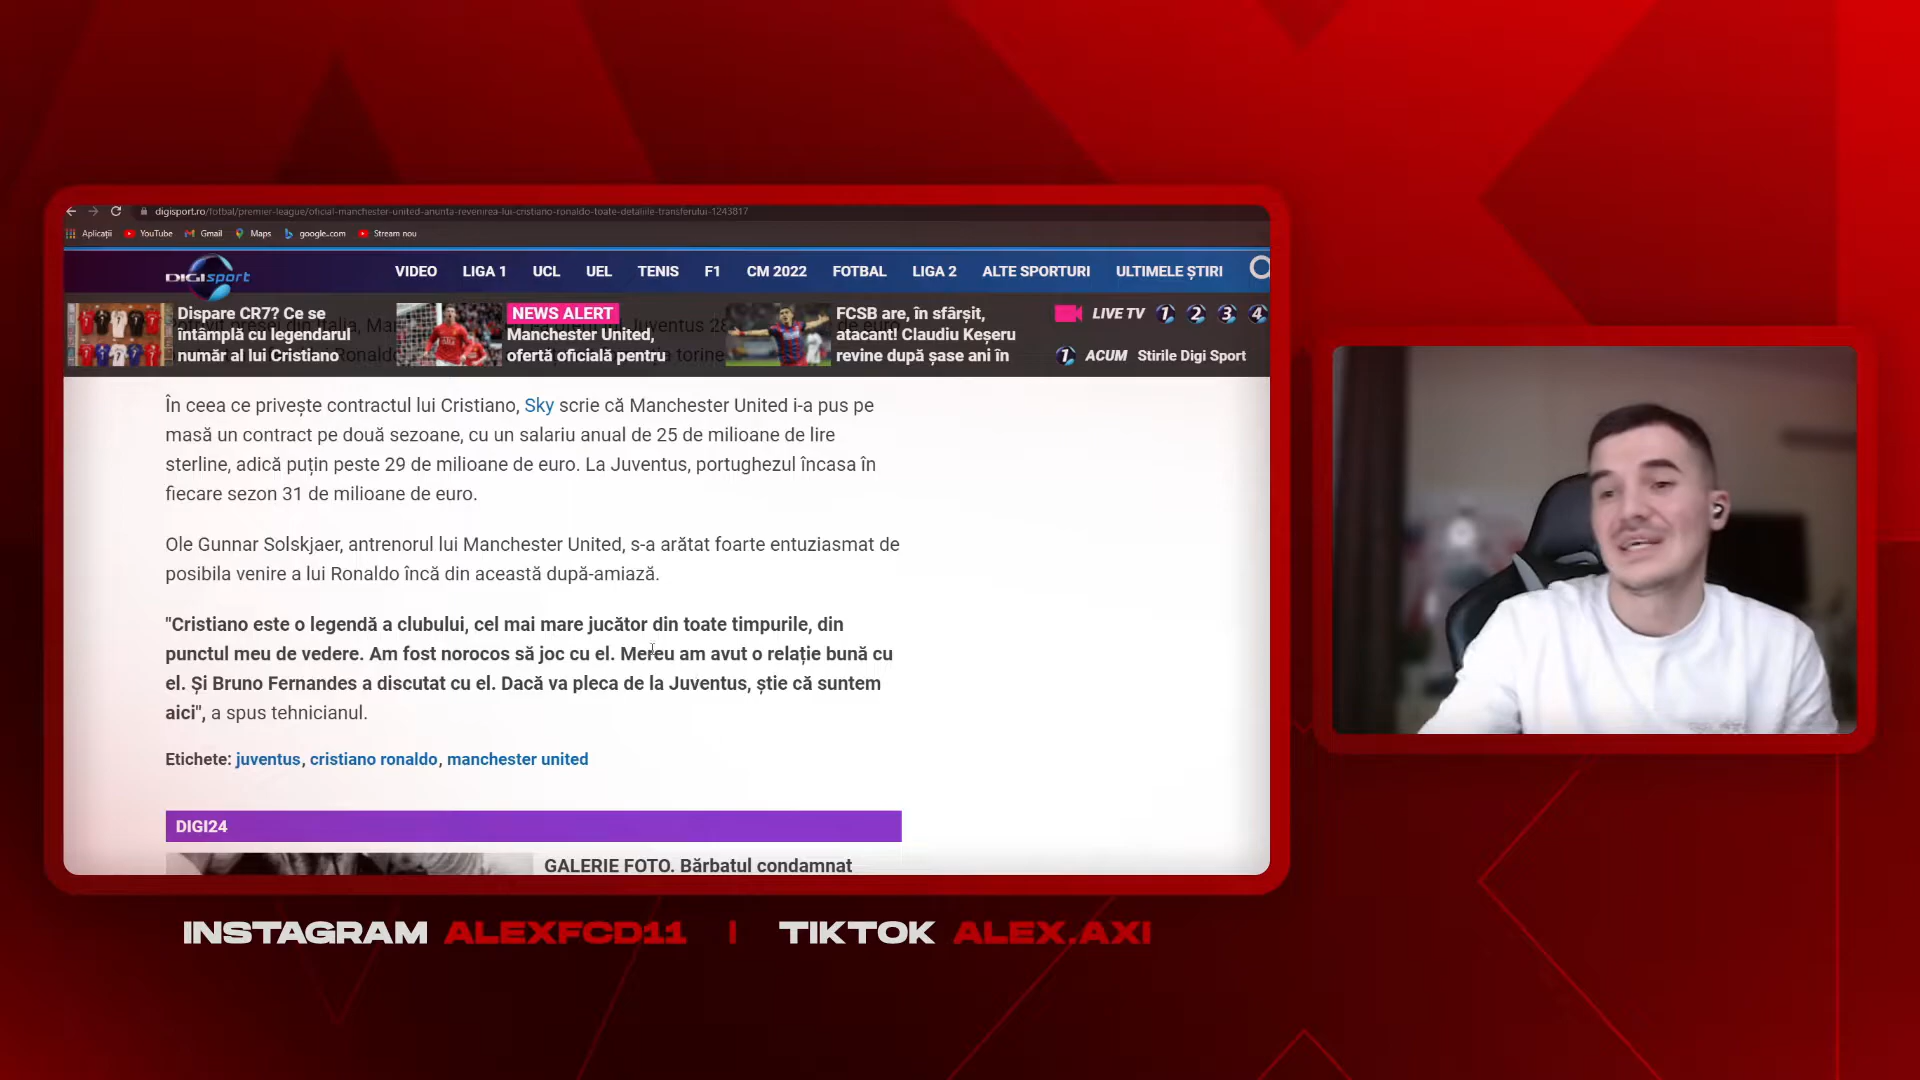 digisport.ro/fotbal/premier-league/oficial-manchester-united-anunta-revenirea-lui-cristiano-ronaldo-toate-detaliile-transferului-1243817
Aplicații YouTube Gmail Maps google.com Stream nou
DIGI sport VIDEO LIGA 1 UCL UEL TENIS F1 CM 2022 FOTBAL LIGA 2 ALTE SPORTURI ULTIMELE ȘTIRI
Dispare CR7? Ce se
întâmplă cu legendarul
număr al lui Cristiano
NEWS ALERT
Manchester United,
ofertă oficială pentru
FCSB are, în sfârșit,
atacant! Claudiu Keșeru
revine după șase ani în
LIVE TV 1 2 3 4
1 ACUM Stirile Digi Sport
În ceea ce privește contractul lui Cristiano, Sky scrie că Manchester United i-a pus pe
masă un contract pe două sezoane, cu un salariu anual de 25 de milioane de lire
sterline, adică puțin peste 29 de milioane de euro. La Juventus, portughezul încasa în
fiecare sezon 31 de milioane de euro.
Ole Gunnar Solskjaer, antrenorul lui Manchester United, s-a arătat foarte entuziasmat de
posibila venire a lui Ronaldo încă din această după-amiază.
"Cristiano este o legendă a clubului, cel mai mare jucător din toate timpurile, din
punctul meu de vedere. Am fost norocos să joc cu el. Mereu am avut o relație bună cu
el. Și Bruno Fernandes a discutat cu el. Dacă va pleca de la Juventus, știe că suntem
aici", a spus tehnicianul.
Etichete: juventus, cristiano ronaldo, manchester united
DIGI24
GALERIE FOTO. Bărbatul condamnat
INSTAGRAM ALEXFCD11 | TIKTOK ALEX.AXI